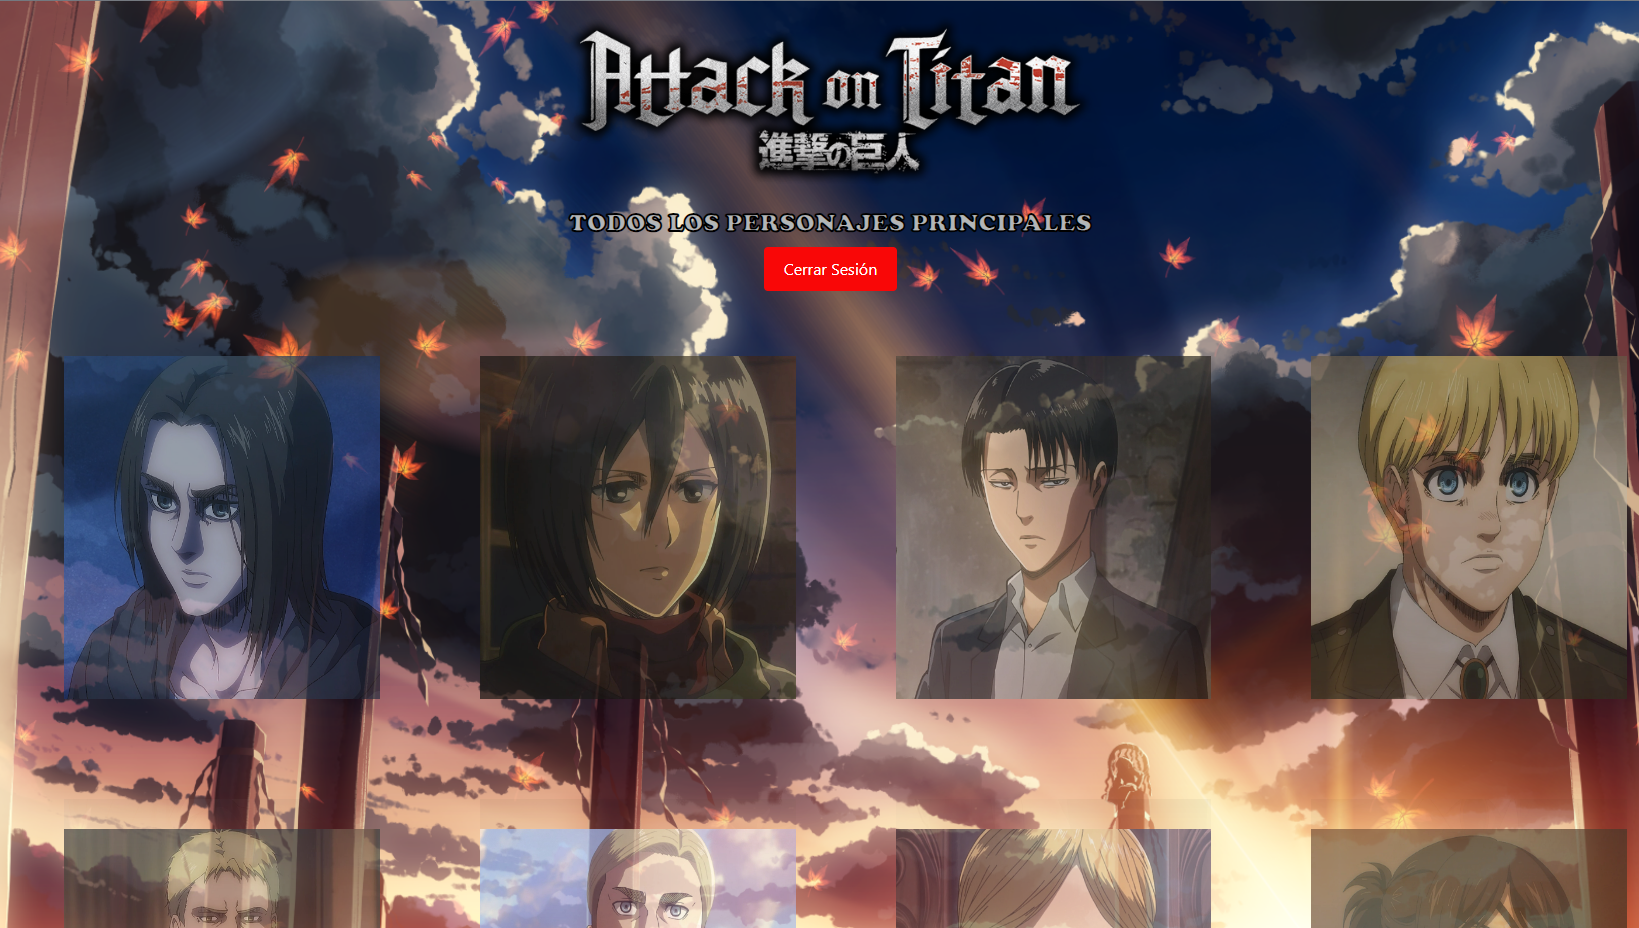 Attack on Titan
進撃の巨人
TODOS LOS PERSONAJES PRINCIPALES
Cerrar Sesión